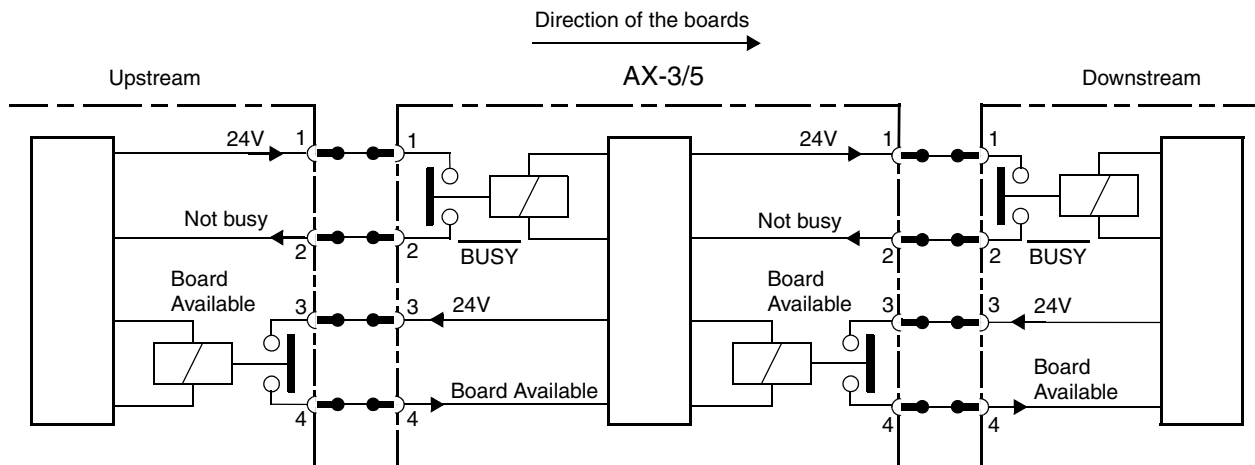 Direction of the boards
Upstream
AX-3/5
Downstream
24V
1
1
24V
1
1
Not busy
2
2
BUSY
Not busy
2
2
BUSY
Board
Available
3
3
24V
Board
Available
3
3
24V
4
4
Board Available
4
4
Board
Available